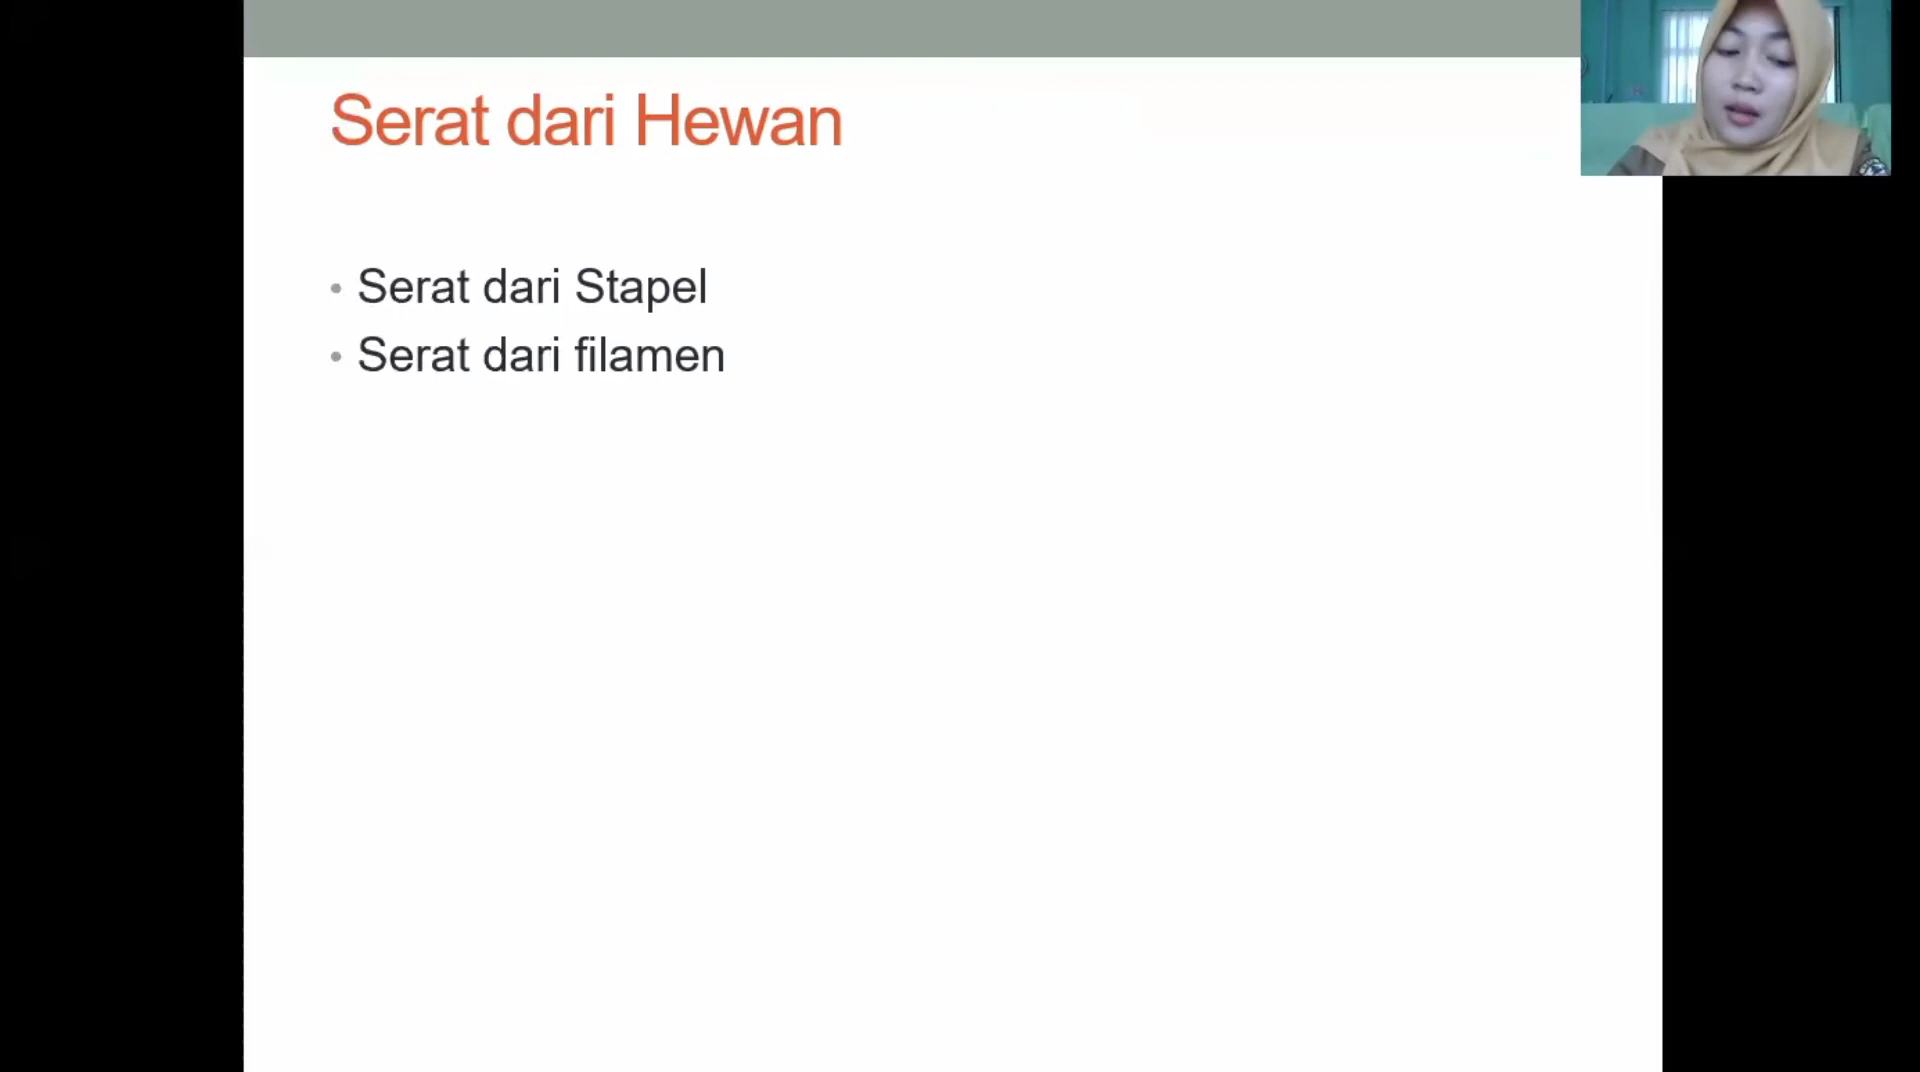 Serat dari Hewan
• Serat dari Stapel
• Serat dari filamen